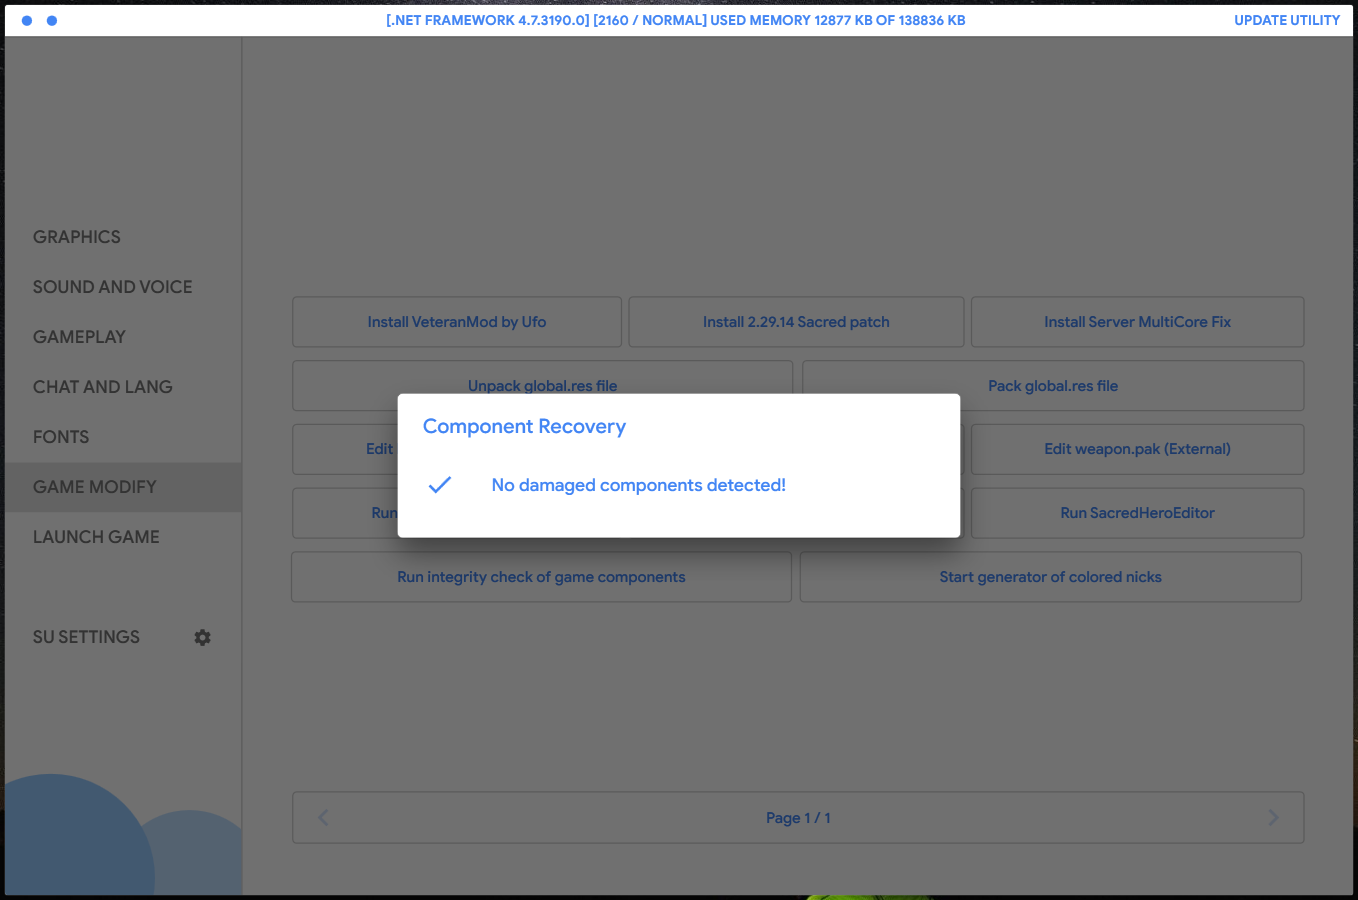 [.NET FRAMEWORK 4.7.3190.0] [2160 / NORMAL] USED MEMORY 12877 KB OF 138836 KB
UPDATE UTILITY
GRAPHICS
SOUND AND VOICE
GAMEPLAY
CHAT AND LANG
FONTS
GAME MODIFY
LAUNCH GAME
SU SETTINGS
Install VeteranMod by Ufo
Install 2.29.14 Sacred patch
Install Server MultiCore Fix
Unpack global.res file
Pack global.res file
Edit
Edit weapon.pak (External)
Run
Run SacredHeroEditor
Run integrity check of game components
Start generator of colored nicks
Component Recovery
No damaged components detected!
Page 1 / 1